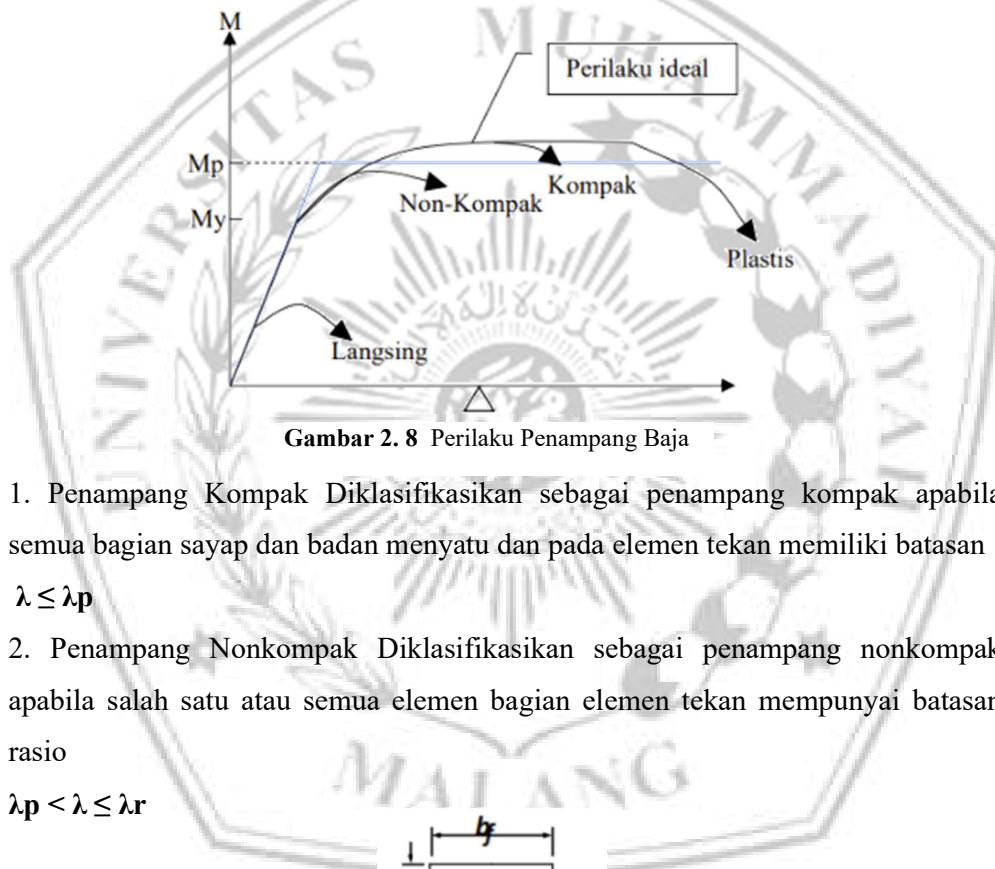 M
UNIVERSITAS MUHAMMADIYAH
Perilaku ideal
Mp
Kompak
Non-Kompak
My
Plastis
Langsing
Gambar 2. 8 Perilaku Penampang Baja
1. Penampang Kompak Diklasifikasikan sebagai penampang kompak apabila
semua bagian sayap dan badan menyatu dan pada elemen tekan memiliki batasan
λ ≤ λp
2. Penampang Nonkompak Diklasifikasikan sebagai penampang nonkompak
apabila salah satu atau semua elemen bagian elemen tekan mempunyai batasan
rasio
MALANG
λp < λ ≤ λr
bf